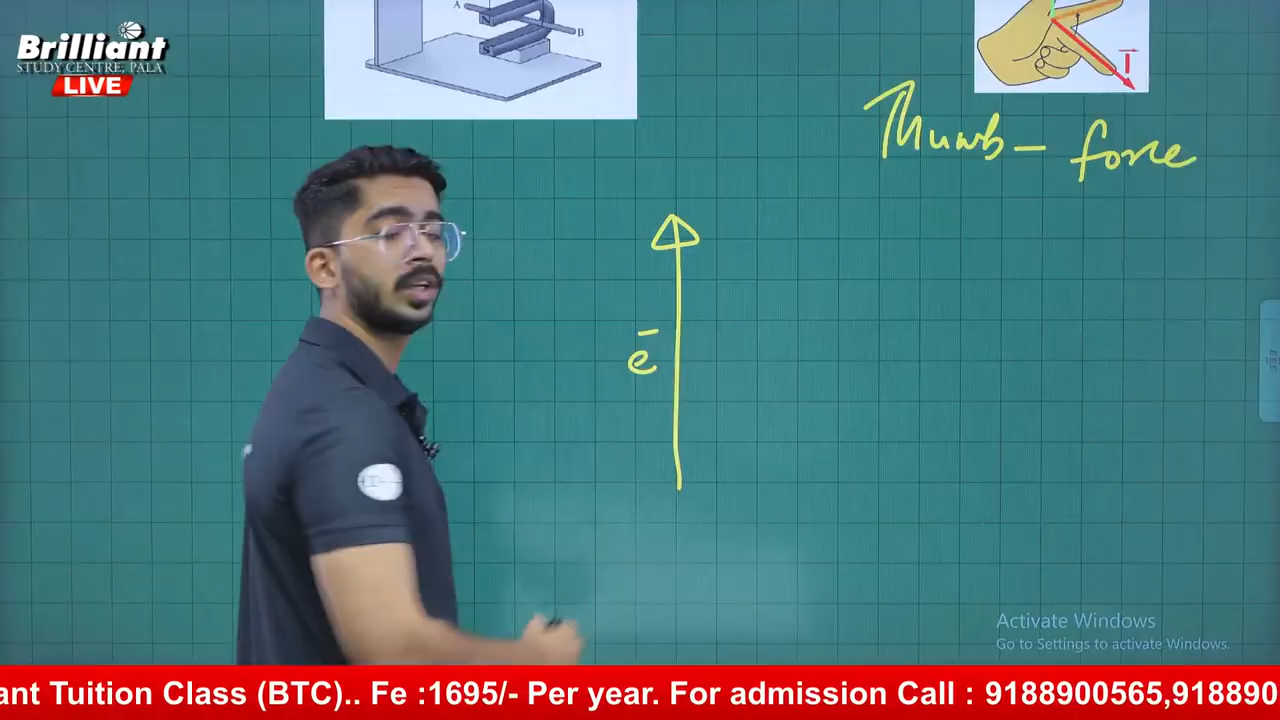 Brilliant
STUDY CENTRE, PALA
LIVE
A
B
N
S
I
Thumb - force
e
Activate Windows
Go to Settings to activate Windows.
ant Tuition Class (BTC).. Fe :1695/- Per year. For admission Call : 9188900565,918890